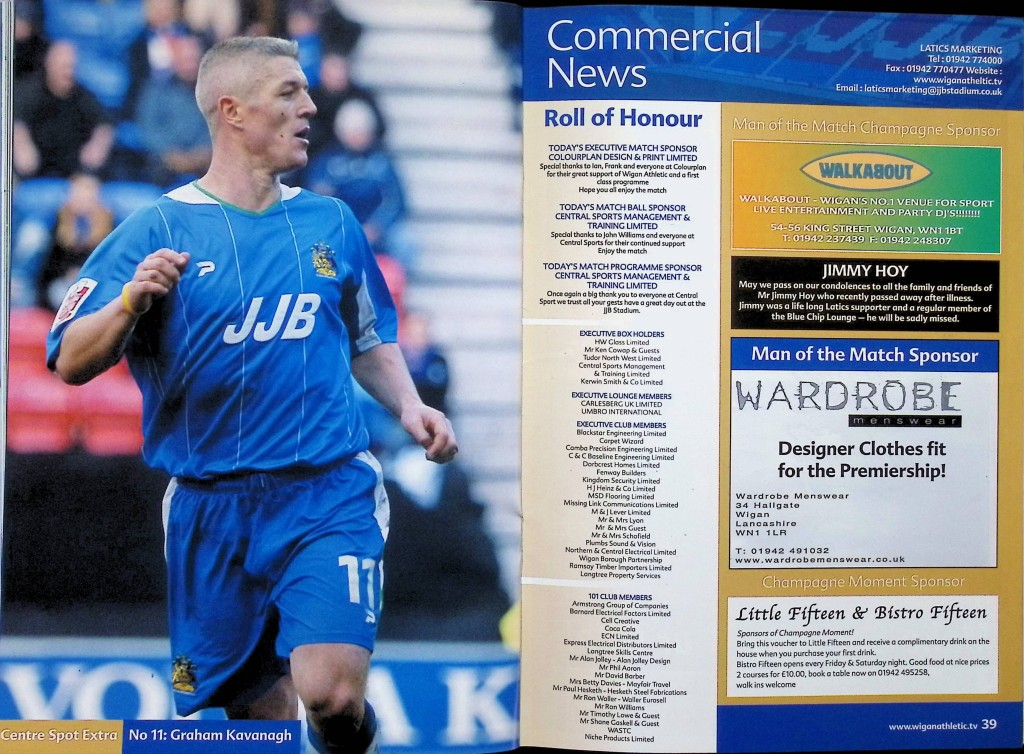 JJB
11
VO
A K
Centre Spot Extra
No 11: Graham Kavanagh
Commercial
News
LATICS MARKETING
Tel : 01942 774000
Fax : 01942 770477 Website :
www.wiganatheltic.tv
Email : laticsmarketing@jjbstadium.co.uk
Roll of Honour
TODAY'S EXECUTIVE MATCH SPONSOR
COLOURPLAN DESIGN & PRINT LIMITED
Special thanks to Ian, Frank and everyone at Colourplan
for their great support of Wigan Athletic and a first
class programme
Hope you all enjoy the match
TODAY'S MATCH BALL SPONSOR
CENTRAL SPORTS MANAGEMENT &
TRAINING LIMITED
Special thanks to John Williams and everyone at
Central Sports for their continued support
Enjoy the match
TODAY'S MATCH PROGRAMME SPONSOR
CENTRAL SPORTS MANAGEMENT &
TRAINING LIMITED
Once again a big thank you to everyone at Central
Sport we trust all your gests have a great day out at the
JJB Stadium.
EXECUTIVE BOX HOLDERS
HW Glass Limited
Mr Ken Cowap & Guests
Tudor North West Limited
Central Sports Management
& Training Limited
Kerwin Smith & Co Limited
EXECUTIVE LOUNGE MEMBERS
CARLESBERG UK LIMITED
UMBRO INTERNATIONAL
EXECUTIVE CLUB MEMBERS
Blackstar Engineering Limited
Carpet Wizard
Comba Precision Engineering Limited
C & C Baseline Engineering Limited
Dorbcrest Homes Limited
Fenway Builders
Kingdom Security Limited
H J Heinz & Co Limited
MSD Flooring Limited
Missing Link Communications Limited
M & J Lever Limited
Mr & Mrs Lyon
Mr & Mrs Guest
Mr & Mrs Schofield
Plumbs Sound & Vision
Northern & Central Electrical Limited
Wigan Borough Partnership
Ramsay Timber Importers Limited
Langtree Property Services
101 CLUB MEMBERS
Armstrong Group of Companies
Barnard Electrical Factors Limited
Cell Creative
Coca Cola
ECN Limited
Express Electrical Distributors Limited
Langtree Skills Centre
Mr Alan Jolley - Alan Jolley Design
Mr Phil Aaron
Mr David Barber
Mrs Betty Davies - Mayfair Travel
Mr Paul Hesketh - Hesketh Steel Fabrications
Mr Ron Waller - Waller Eurosell
Mr Ron Williams
Mr Timothy Lowe & Guest
Mr Shane Gaskell & Guest
WASTC
Niche Products Limited
Man of the Match Champagne Sponsor
WALKABOUT
WALKABOUT - WIGAN'S NO.1 VENUE FOR SPORT
LIVE ENTERTAINMENT AND PARTY DJ'S!!!!!!!!
54-56 KING STREET WIGAN, WN1 1BT
T: 01942 237439 F: 01942 248307
JIMMY HOY
May we pass on our condolences to all the family and friends of
Mr Jimmy Hoy who recently passed away after illness.
Jimmy was a life long Latics supporter and a regular member of
the Blue Chip Lounge – he will be sadly missed.
Man of the Match Sponsor
WARDROBE
menswear
Designer Clothes fit
for the Premiership!
Wardrobe Menswear
34 Hallgate
Wigan
Lancashire
WN1 1LR
T: 01942 491032
www.wardrobemenswear.co.uk
Champagne Moment Sponsor
Little Fifteen & Bistro Fifteen
Sponsors of Champagne Moment!
Bring this voucher to Little Fifteen and receive a complimentary drink on the
house when you purchase your first drink.
Bistro Fifteen opens every Friday & Saturday night. Good food at nice prices
2 courses for £10.00, book a table now on 01942 495258,
walk ins welcome
www.wiganathletic.tv 39